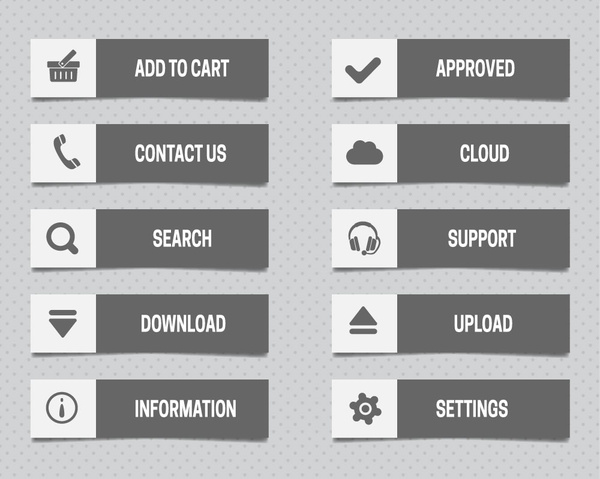 ADD TO CART
APPROVED
CONTACT US
CLOUD
SEARCH
SUPPORT
DOWNLOAD
UPLOAD
INFORMATION
SETTINGS